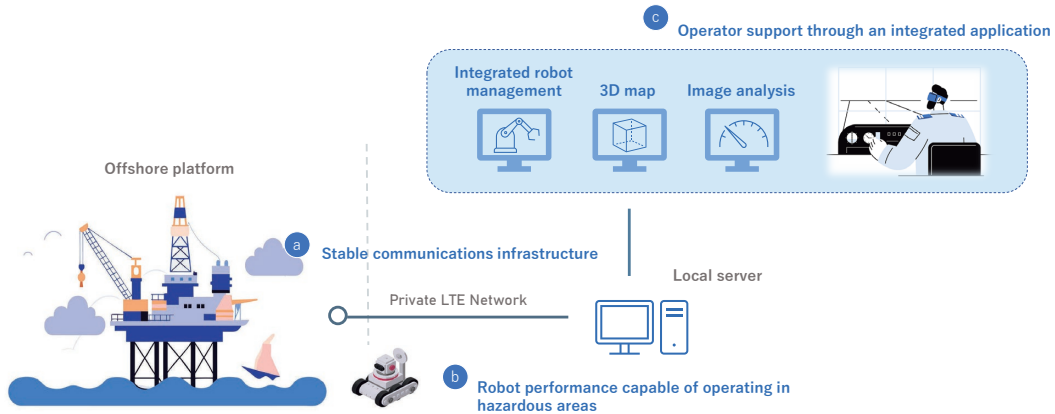 c
Operator support through an integrated application
Integrated robot
management
3D map
Image analysis
Offshore platform
a
Stable communications infrastructure
Private LTE Network
Local server
b
Robot performance capable of operating in
hazardous areas